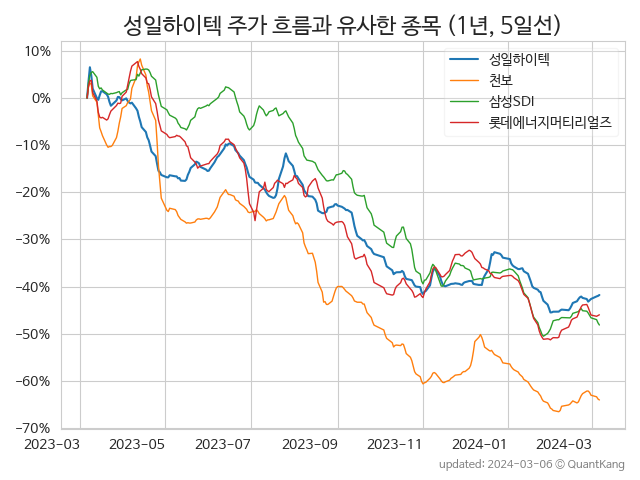 성일하이텍 주가 흐름과 유사한 종목 (1년, 5일선)
성일하이텍
천보
삼성SDI
롯데에너지머티리얼즈
10%
0%
−10%
−20%
−30%
−40%
−50%
−60%
−70%
2023−03 2023−05 2023−07 2023−09 2023−11 2024−01 2024−03
updated: 2024-03-06 © QuantKang